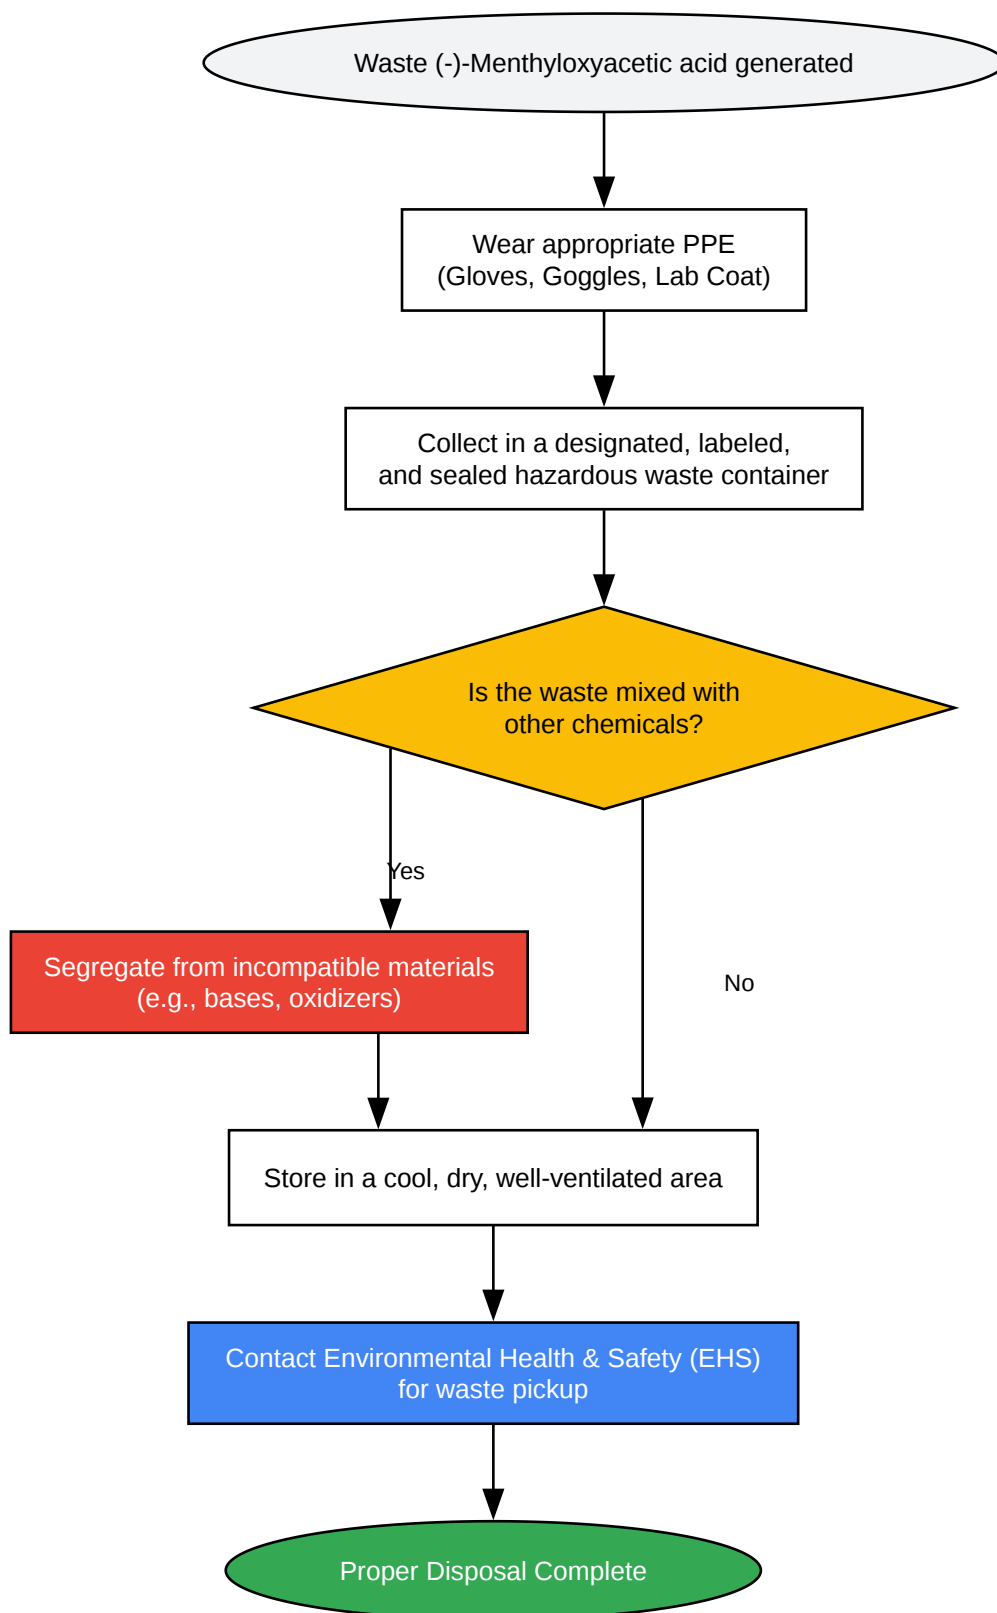 Waste (-)-Menthyloxyacetic acid generated
Wear appropriate PPE
(Gloves, Goggles, Lab Coat)
Collect in a designated, labeled,
and sealed hazardous waste container
Is the waste mixed with
other chemicals?
Yes
Segregate from incompatible materials
(e.g., bases, oxidizers)
No
Store in a cool, dry, well-ventilated area
Contact Environmental Health & Safety (EHS)
for waste pickup
Proper Disposal Complete